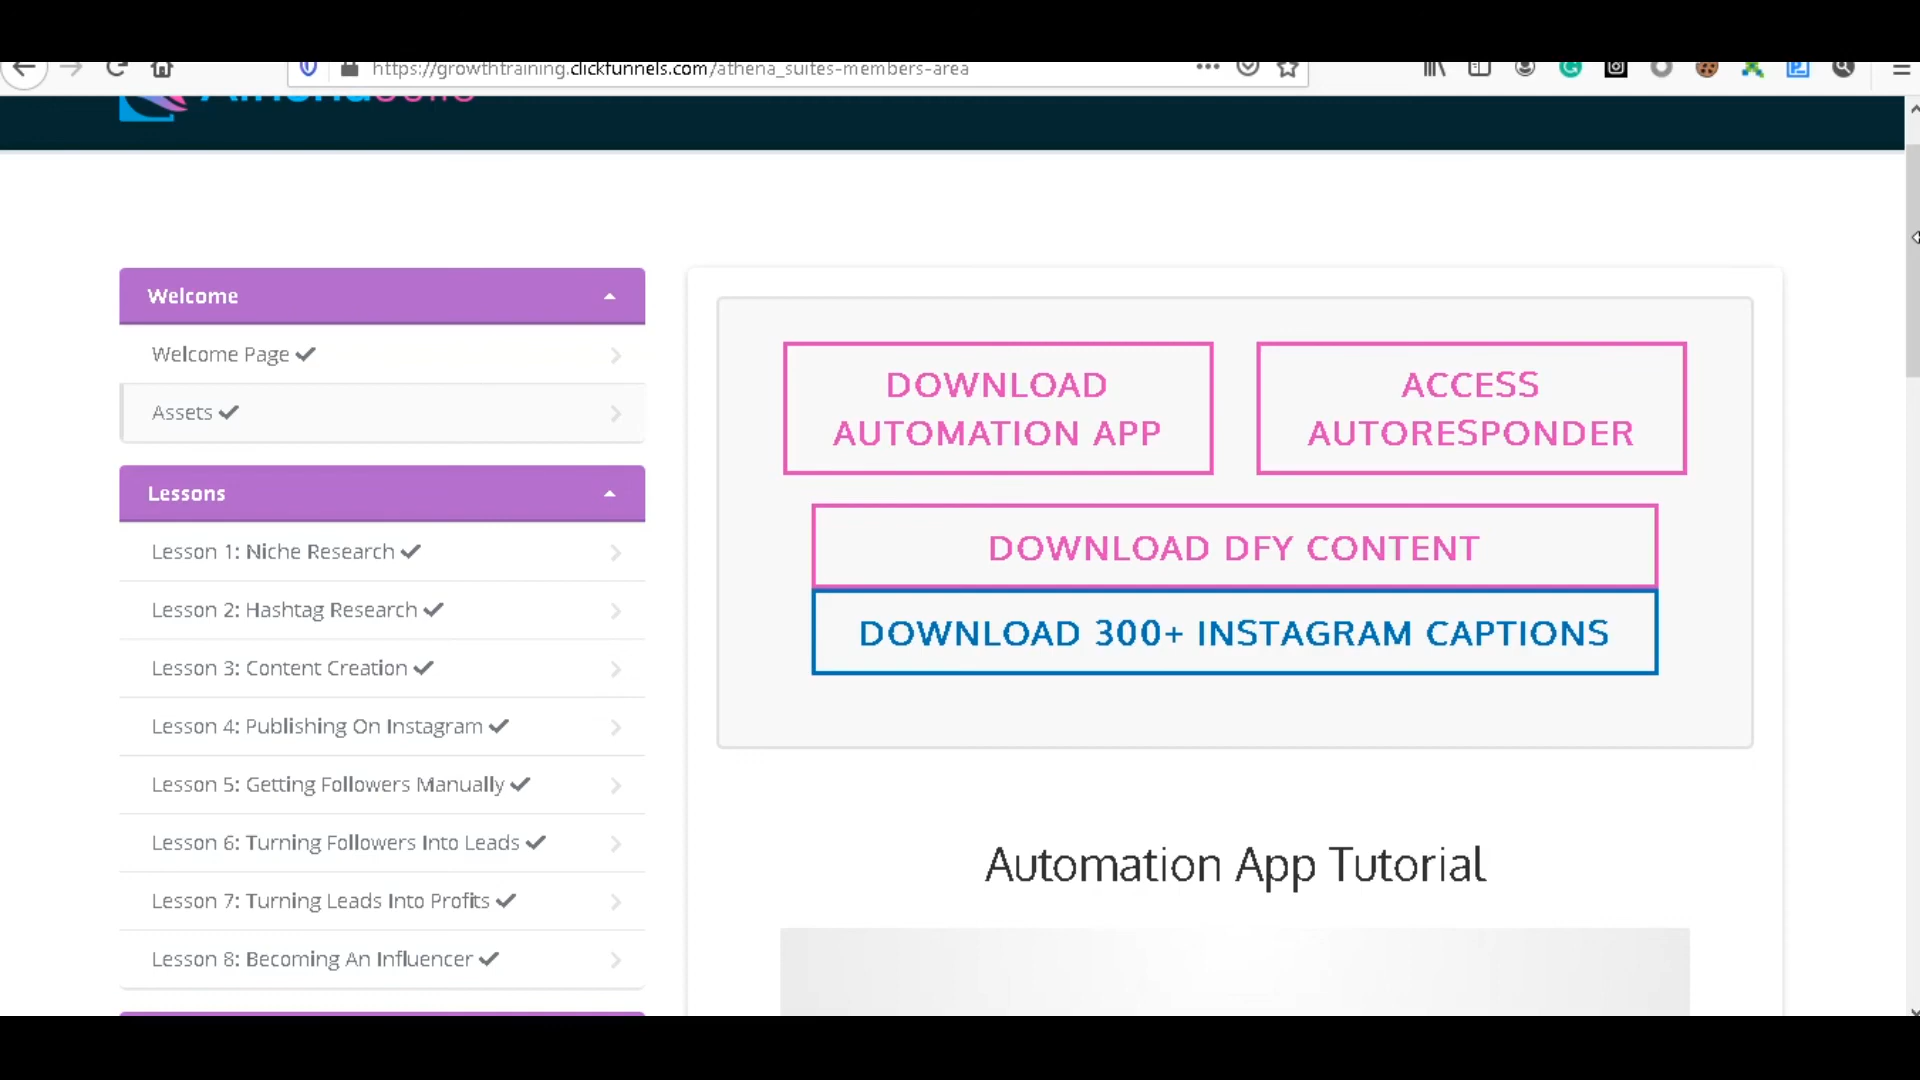 https://growthtraining.clickfunnels.com/athena_suites-members-area
Welcome
Welcome Page
Assets
Lessons
Lesson 1: Niche Research
Lesson 2: Hashtag Research
Lesson 3: Content Creation
Lesson 4: Publishing On Instagram
Lesson 5: Getting Followers Manually
Lesson 6: Turning Followers Into Leads
Lesson 7: Turning Leads Into Profits
Lesson 8: Becoming An Influencer
DOWNLOAD
AUTOMATION APP
ACCESS
AUTORESPONDER
DOWNLOAD DFY CONTENT
DOWNLOAD 300+ INSTAGRAM CAPTIONS
Automation App Tutorial